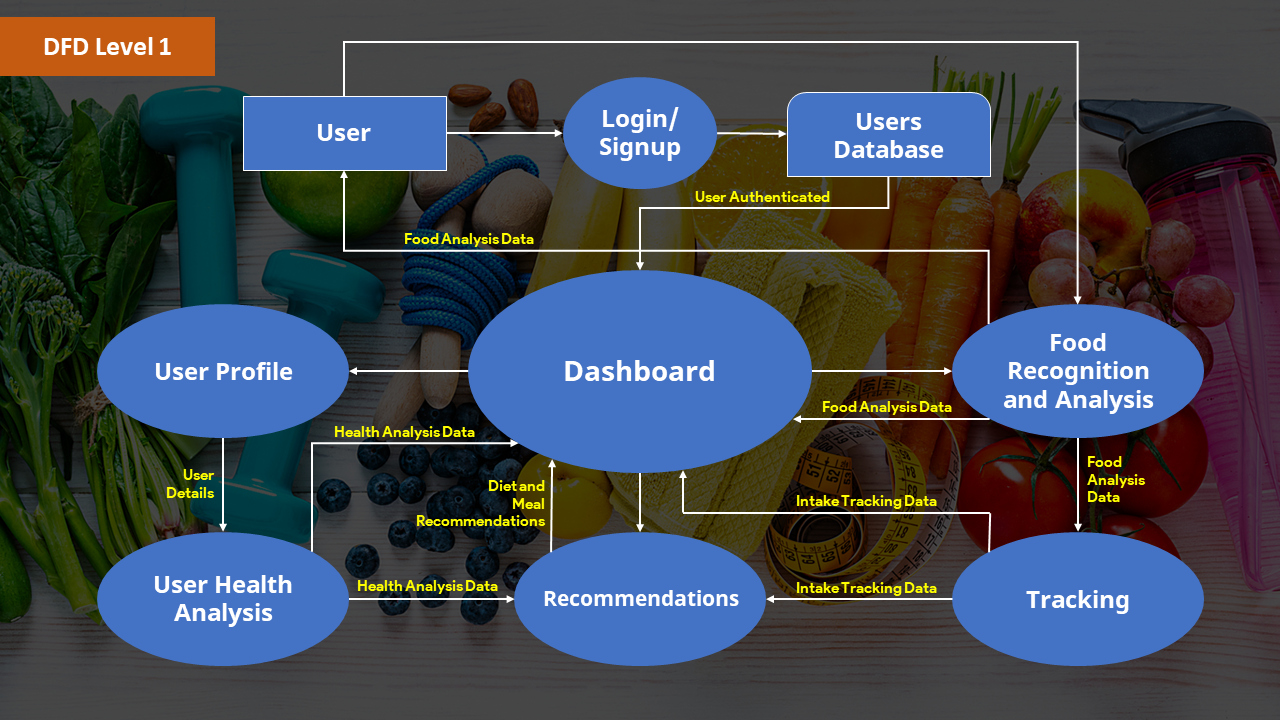 DFD Level 1
User
Login/
Signup
Users
Database
User Authenticated
Food Analysis Data
User Profile
Dashboard
Food
Recognition
and Analysis
Food Analysis Data
Health Analysis Data
User
Details
Diet and
Meal
Recommendations
Intake Tracking Data
Food
Analysis
Data
User Health
Analysis
Health Analysis Data
Recommendations
Intake Tracking Data
Tracking